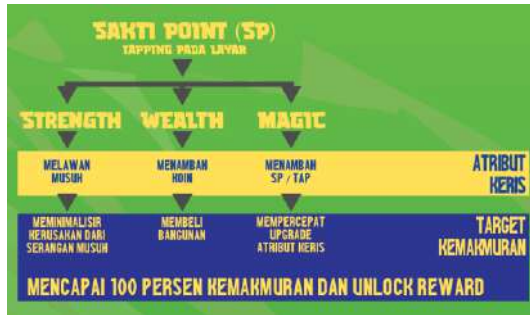 SAKTI POINT (SP)
TAPPING PADA LAYAR
STRENGTH WEALTH MAGIC
MELAWAN
MUSUH
MENAMBAH
KOIN
MENAMBAH
SP / TAP
ATRIBUT
KERIS
MEMINIMALISIR
KERUSAKAN DARI
SERANGAN MUSUH
MEMBELI
BANGUNAN
MEMPERCEPAT
UPGRADE
ATRIBUT KERIS
TARGET
KEMAKMURAN
MENCAPAI 100 PERSEN KEMAKMURAN DAN UNLOCK REWARD